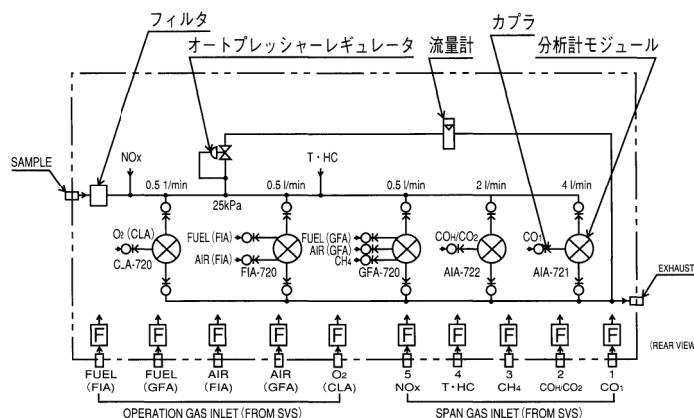 フィルタ
オートプレッシャーレギュレータ
流量計
カプラ
分析計モジュール
SAMPLE
NOx
T・HC
0.5 1/min
25kPa
0.5 l/min
0.5 l/min
2 l/min
4 l/min
O₂ (CLA)
CLA-720
FUEL (FIA)
AIR (FIA)
FIA-720
FUEL (GFA)
AIR (GFA)
CH₄
GFA-720
COH/CO₂
AIA-722
CO₁
AIA-721
EXHAUST
F F F F F F F F F F
(REAR VIEW)
FUEL (FIA)
FUEL (GFA)
AIR (FIA)
AIR (GFA)
O₂ (CLA)
5 NOx
4 T・HC
3 CH₄
2 COH/CO₂
1 CO₁
OPERATION GAS INLET (FROM SVS)
SPAN GAS INLET (FROM SVS)